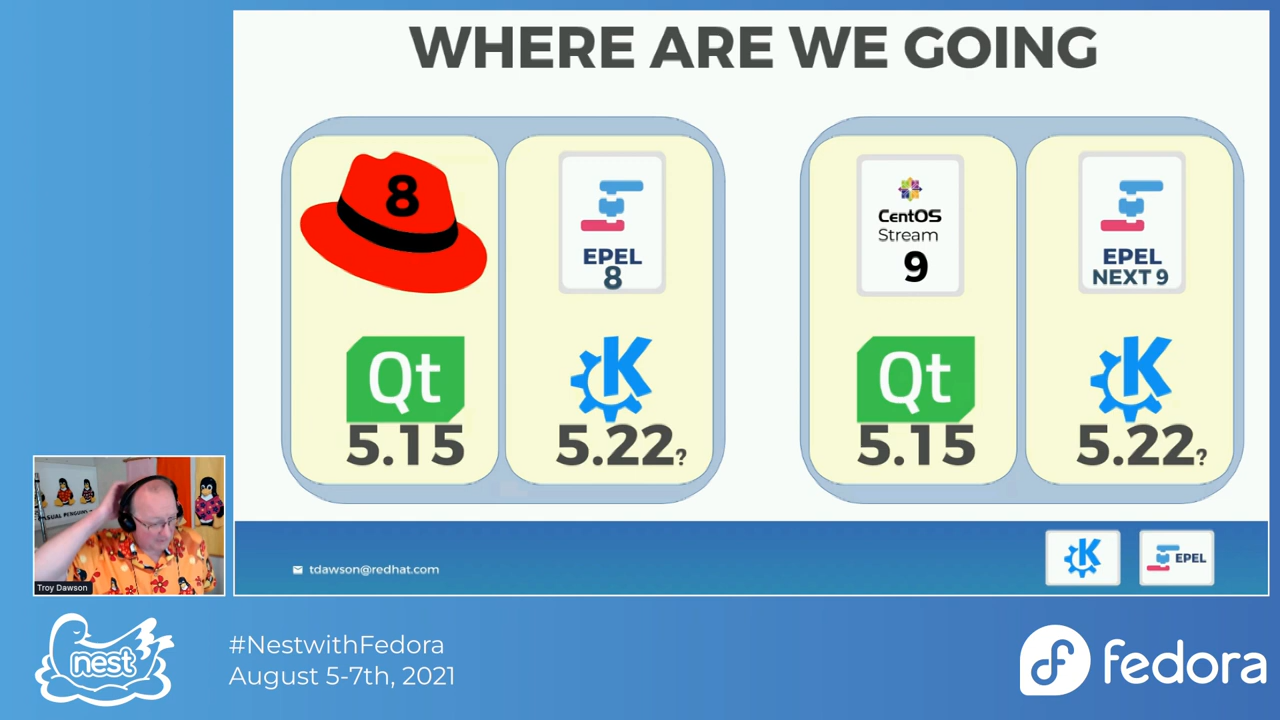 WHERE ARE WE GOING
8
EPEL
8
Qt
5.15
K
5.22?
CentOS
Stream
9
EPEL
NEXT 9
Qt
5.15
K
5.22?
Troy Dawson
tdawson@redhat.com
K
EPEL
nest
#NestwithFedora
August 5-7th, 2021
fedora